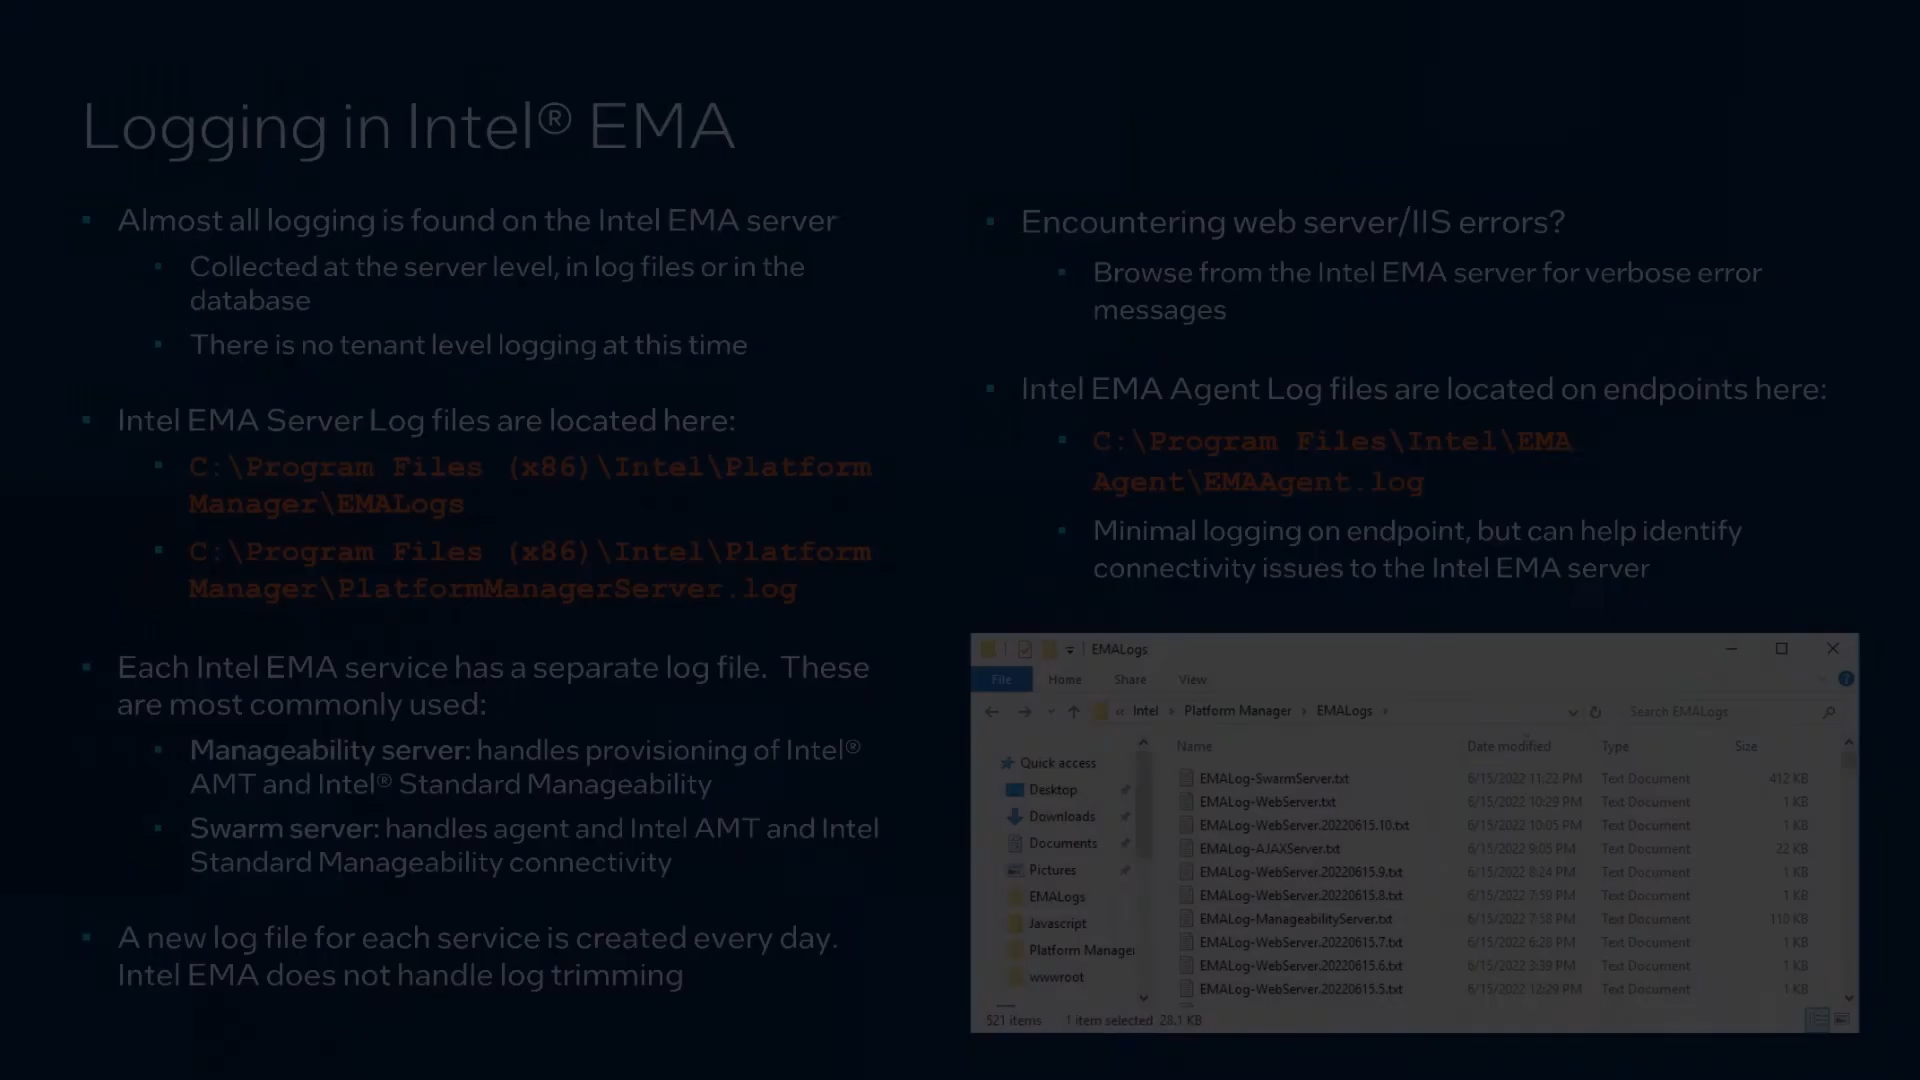 Logging in Intel® EMA
Almost all logging is found on the Intel EMA server
Collected at the server level, in log files or in the
database
There is no tenant level logging at this time
Intel EMA Server Log files are located here:
C:\Program Files (x86)\Intel\Platform
Manager\EMALogs
C:\Program Files (x86)\Intel\Platform
Manager\PlatformManagerServer.log
Each Intel EMA service has a separate log file. These
are most commonly used:
Manageability server: handles provisioning of Intel®
AMT and Intel® Standard Manageability
Swarm server: handles agent and Intel AMT and Intel
Standard Manageability connectivity
A new log file for each service is created every day.
Intel EMA does not handle log trimming
Encountering web server/IIS errors?
Browse from the Intel EMA server for verbose error
messages
Intel EMA Agent Log files are located on endpoints here:
C:\Program Files\Intel\EMA
Agent\EMAAgent.log
Minimal logging on endpoint, but can help identify
connectivity issues to the Intel EMA server
EMALogs
File Home Share View
« Intel › Platform Manager › EMALogs › Search EMALogs
Name Date modified Type Size
Quick access
Desktop
Downloads
Documents
Pictures
EMALogs
Javascript
Platform Manager
wwwroot
EMALog-SwarmServer.txt 6/15/2022 11:22 PM Text Document 412 KB
EMALog-WebServer.txt 6/15/2022 10:29 PM Text Document 1 KB
EMALog-WebServer.20220615.10.txt 6/15/2022 10:05 PM Text Document 1 KB
EMALog-AJAXServer.txt 6/15/2022 9:05 PM Text Document 22 KB
EMALog-WebServer.20220615.9.txt 6/15/2022 8:24 PM Text Document 1 KB
EMALog-WebServer.20220615.8.txt 6/15/2022 7:59 PM Text Document 1 KB
EMALog-ManageabilityServer.txt 6/15/2022 7:58 PM Text Document 110 KB
EMALog-WebServer.20220615.7.txt 6/15/2022 6:28 PM Text Document 1 KB
EMALog-WebServer.20220615.6.txt 6/15/2022 3:39 PM Text Document 1 KB
EMALog-WebServer.20220615.5.txt 6/15/2022 12:29 PM Text Document 1 KB
521 items 1 item selected 28.1 KB